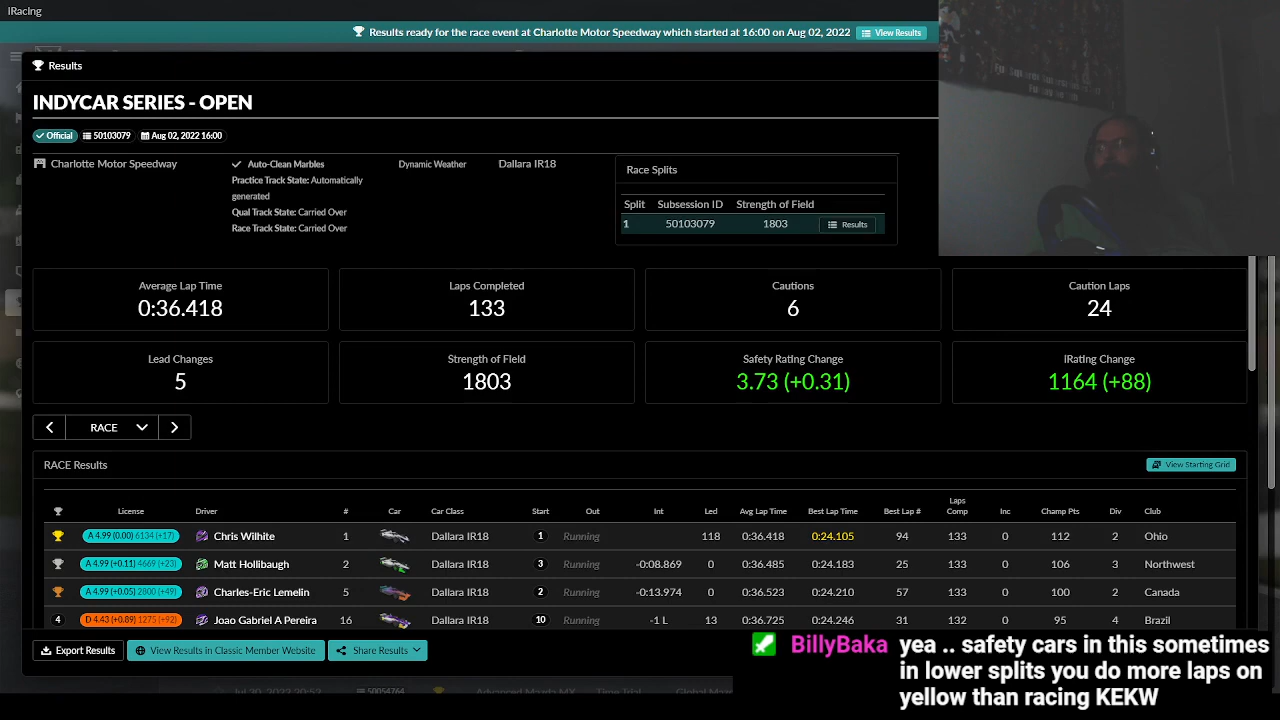 iRacing
Results ready for the race event at Charlotte Motor Speedway which started at 16:00 on Aug 02, 2022 View Results
Results
INDYCAR SERIES - OPEN
Official 50103079 Aug 02, 2022 16:00
Charlotte Motor Speedway Auto-Clean Marbles Dynamic Weather Dallara IR18
Practice Track State: Automatically
generated
Qual Track State: Carried Over
Race Track State: Carried Over
Race Splits
Split Subsession ID Strength of Field
1 50103079 1803 Results
Average Lap Time Laps Completed Cautions Caution Laps
0:36.418 133 6 24
Lead Changes Strength of Field Safety Rating Change iRating Change
5 1803 3.73 (+0.31) 1164 (+88)
RACE
RACE Results View Starting Grid
License Driver # Car Car Class Start Out Int Led Avg Lap Time Best Lap Time Best Lap # Laps Comp Inc Champ Pts Div Club
A 4.99 (0.00) 6134 (+17) Chris Wilhite 1 Dallara IR18 1 Running 118 0:36.418 0:24.105 94 133 0 112 2 Ohio
A 4.99 (+0.11) 4669 (+23) Matt Hollibaugh 2 Dallara IR18 3 Running -0:08.869 0 0:36.485 0:24.183 25 133 0 106 3 Northwest
A 4.99 (+0.05) 2800 (+49) Charles-Eric Lemelin 5 Dallara IR18 2 Running -0:13.974 0 0:36.523 0:24.210 57 133 0 100 2 Canada
4 D 4.43 (+0.89) 1275 (+92) Joao Gabriel A Pereira 16 Dallara IR18 10 Running -1 L 13 0:36.725 0:24.246 31 132 0 95 4 Brazil
Export Results View Results in Classic Member Website Share Results
BillyBaka yea .. safety cars in this sometimes
in lower splits you do more laps on
yellow than racing KEKW
Jul 30, 2022 20:52 50054764 Advanced Mazda MX Time Trial